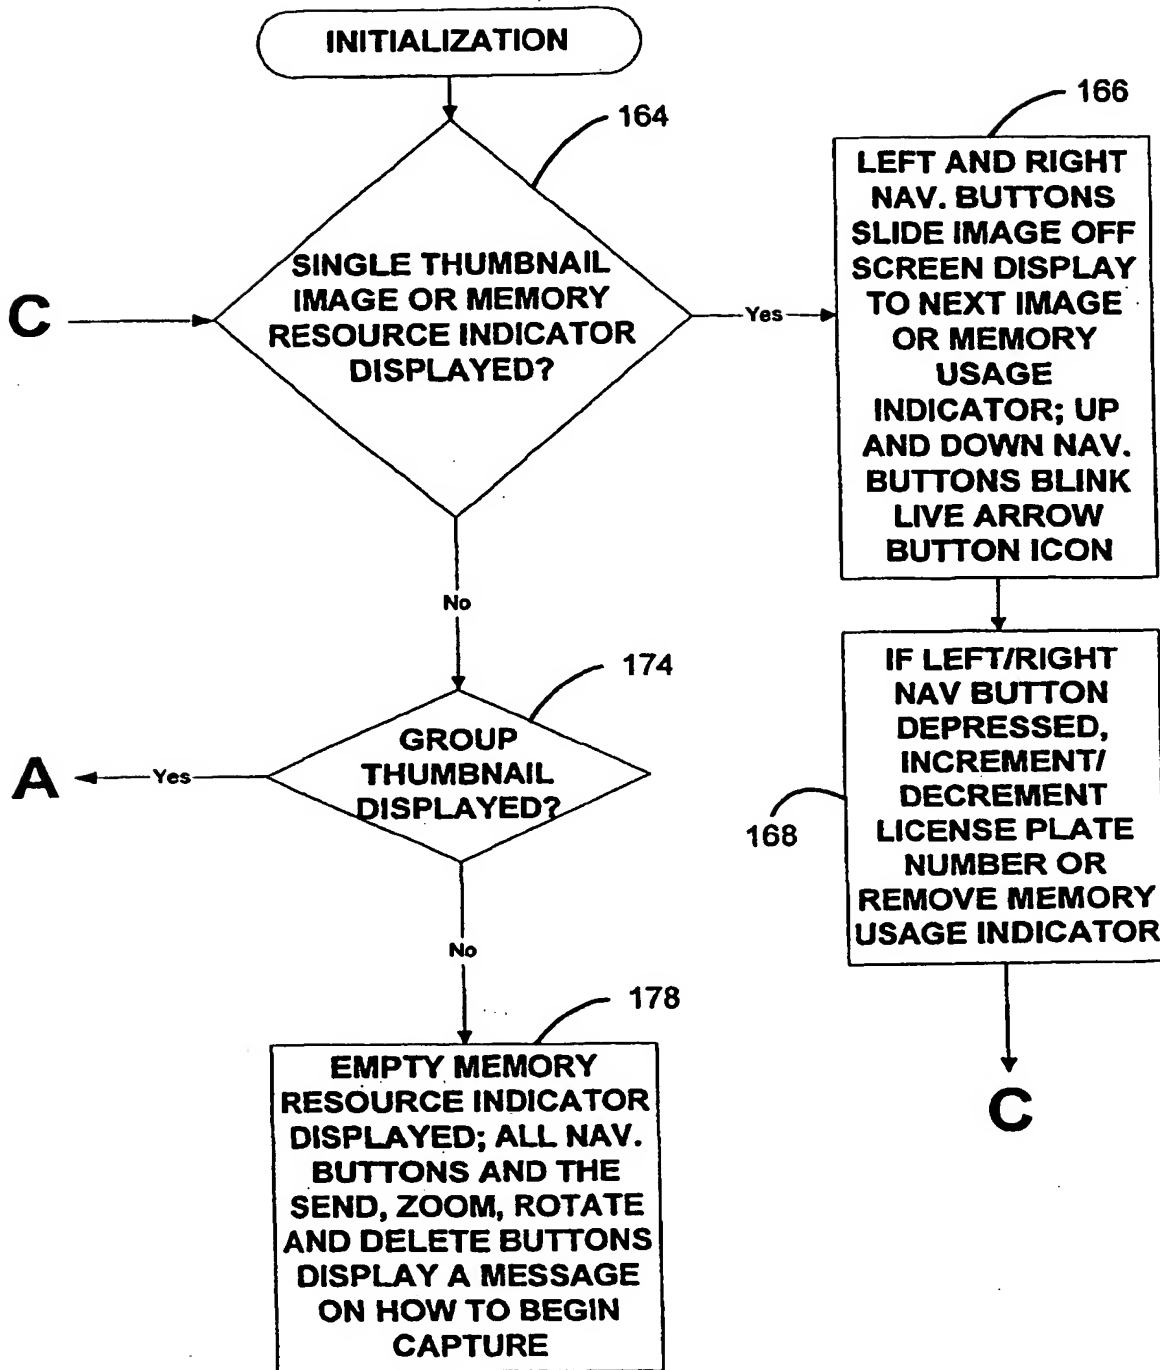 INITIALIZATION
164
SINGLE THUMBNAIL
IMAGE OR MEMORY
RESOURCE INDICATOR
DISPLAYED?
C
Yes
166
LEFT AND RIGHT
NAV. BUTTONS
SLIDE IMAGE OFF
SCREEN DISPLAY
TO NEXT IMAGE
OR MEMORY
USAGE
INDICATOR; UP
AND DOWN NAV.
BUTTONS BLINK
LIVE ARROW
BUTTON ICON
168
IF LEFT/RIGHT
NAV BUTTON
DEPRESSED,
INCREMENT/
DECREMENT
LICENSE PLATE
NUMBER OR
REMOVE MEMORY
USAGE INDICATOR
C
No
174
GROUP
THUMBNAIL
DISPLAYED?
Yes
A
No
178
EMPTY MEMORY
RESOURCE INDICATOR
DISPLAYED; ALL NAV.
BUTTONS AND THE
SEND, ZOOM, ROTATE
AND DELETE BUTTONS
DISPLAY A MESSAGE
ON HOW TO BEGIN
CAPTURE